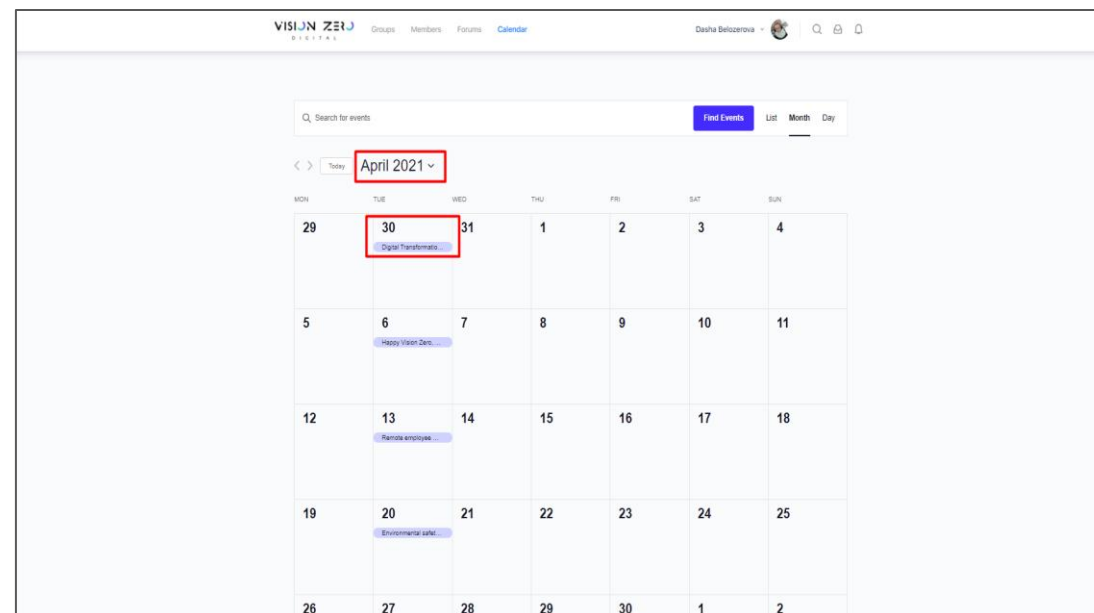 VISION ZERO Groups Members Forums Calendar Dasha Belozerova
DIGITAL
Search for events Find Events List Month Day
Today April 2021
MON TUE WED THU FRI SAT SUN
29 30 31 1 2 3 4
Digital Transformatio...
5 6 7 8 9 10 11
Happy Vision Zero, ...
12 13 14 15 16 17 18
Remote employee ...
19 20 21 22 23 24 25
Environmental safet...
26 27 28 29 30 1 2